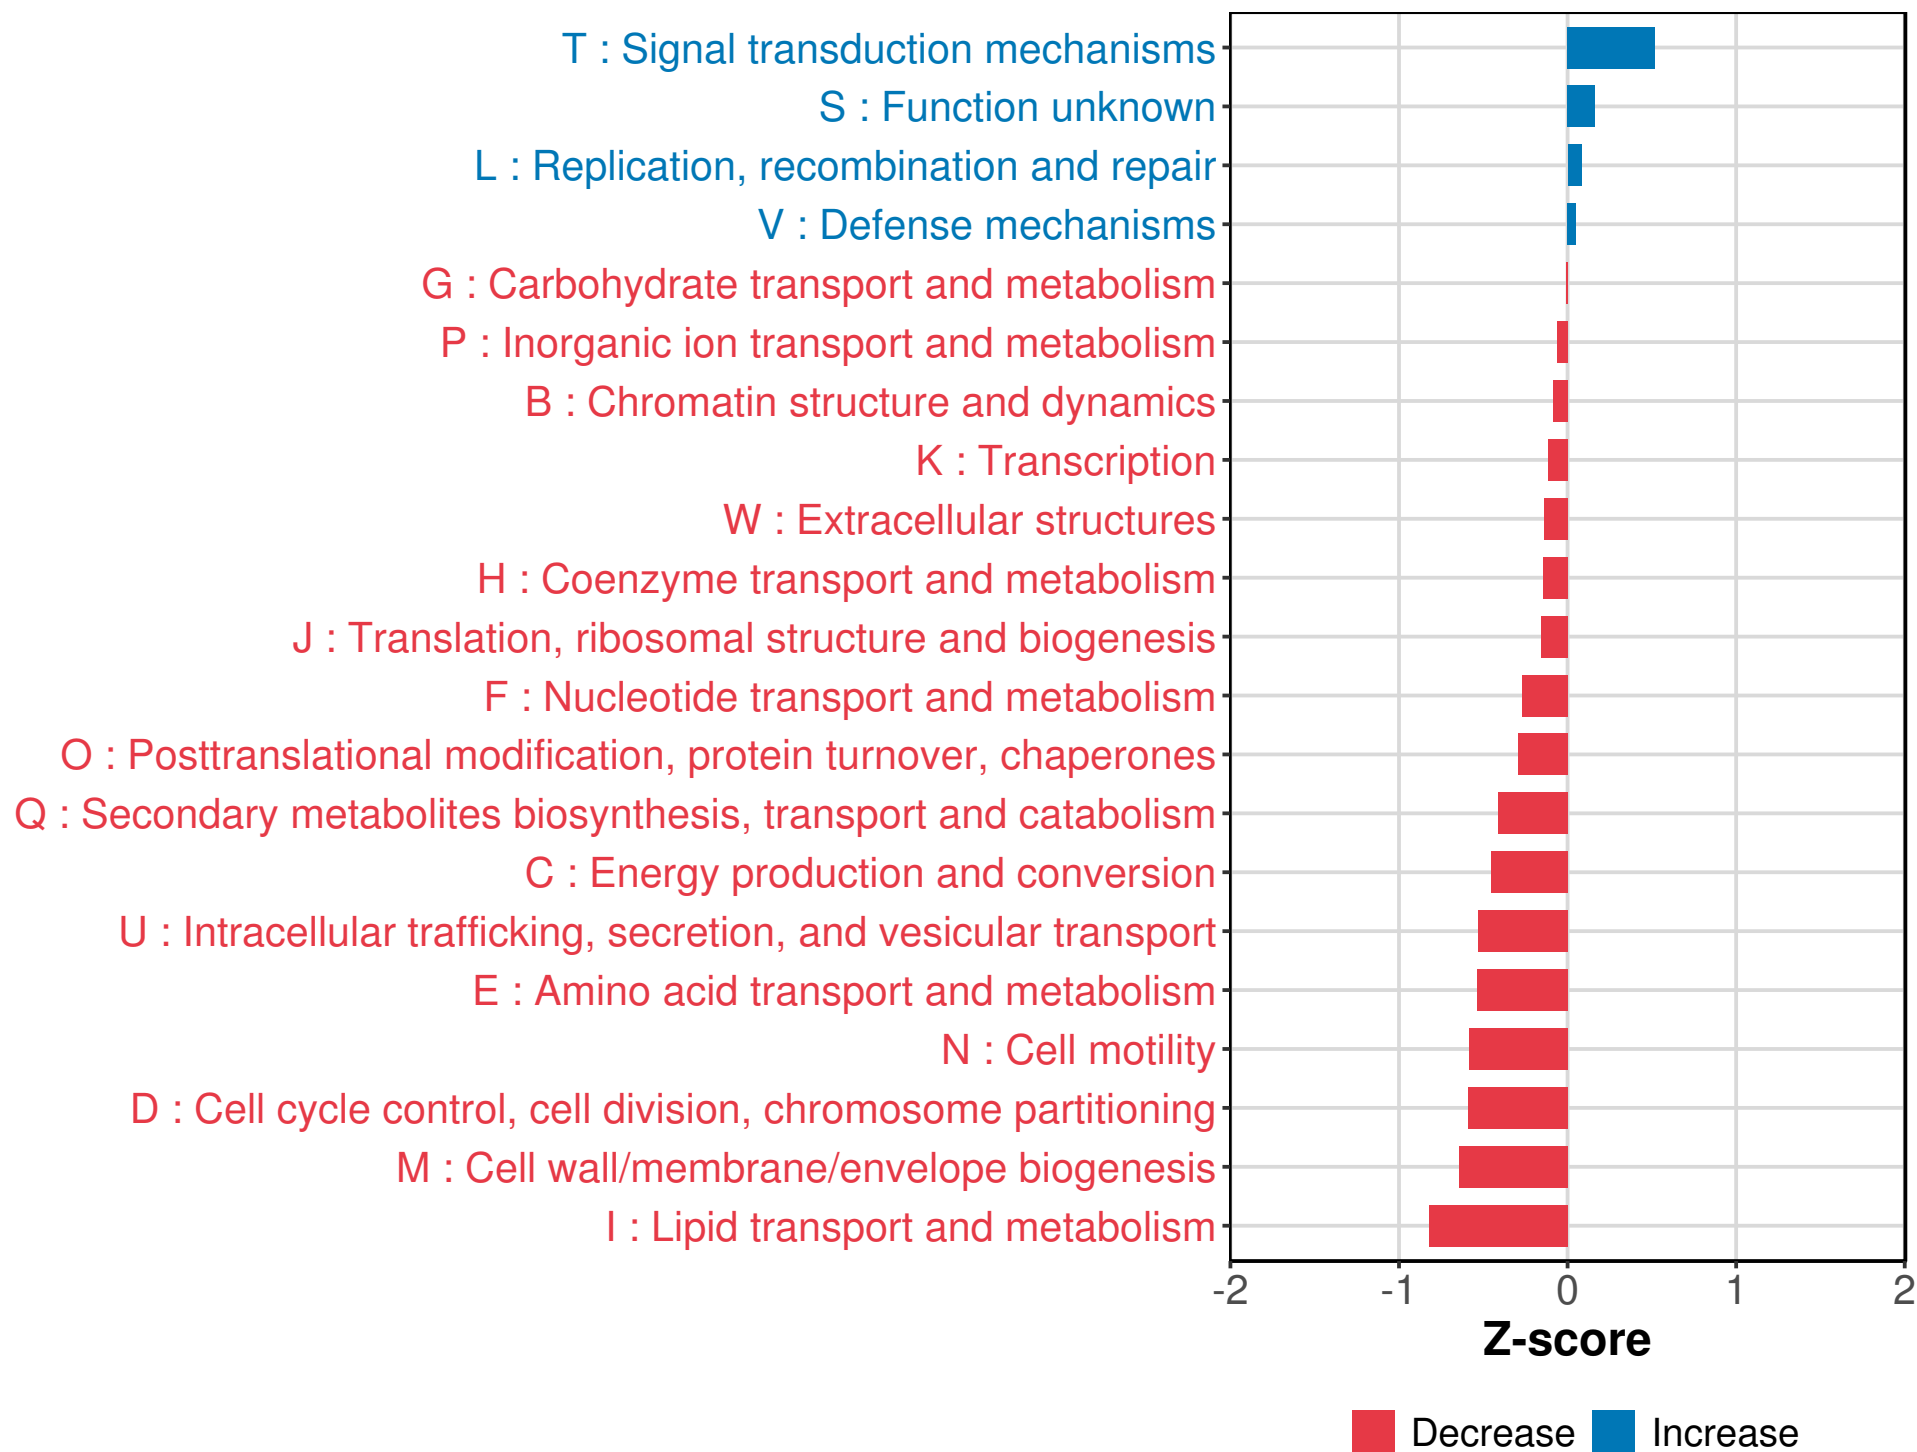 T : Signal transduction mechanisms
S : Function unknown
L : Replication, recombination and repair
V : Defense mechanisms
G : Carbohydrate transport and metabolism
P : Inorganic ion transport and metabolism
B : Chromatin structure and dynamics
K : Transcription
W : Extracellular structures
H : Coenzyme transport and metabolism
J : Translation, ribosomal structure and biogenesis
F : Nucleotide transport and metabolism
O : Posttranslational modification, protein turnover, chaperones
Q : Secondary metabolites biosynthesis, transport and catabolism
C : Energy production and conversion
U : Intracellular trafficking, secretion, and vesicular transport
E : Amino acid transport and metabolism
N : Cell motility
D : Cell cycle control, cell division, chromosome partitioning
M : Cell wall/membrane/envelope biogenesis
I : Lipid transport and metabolism
-2 -1 0 1 2
Z-score
Decrease Increase